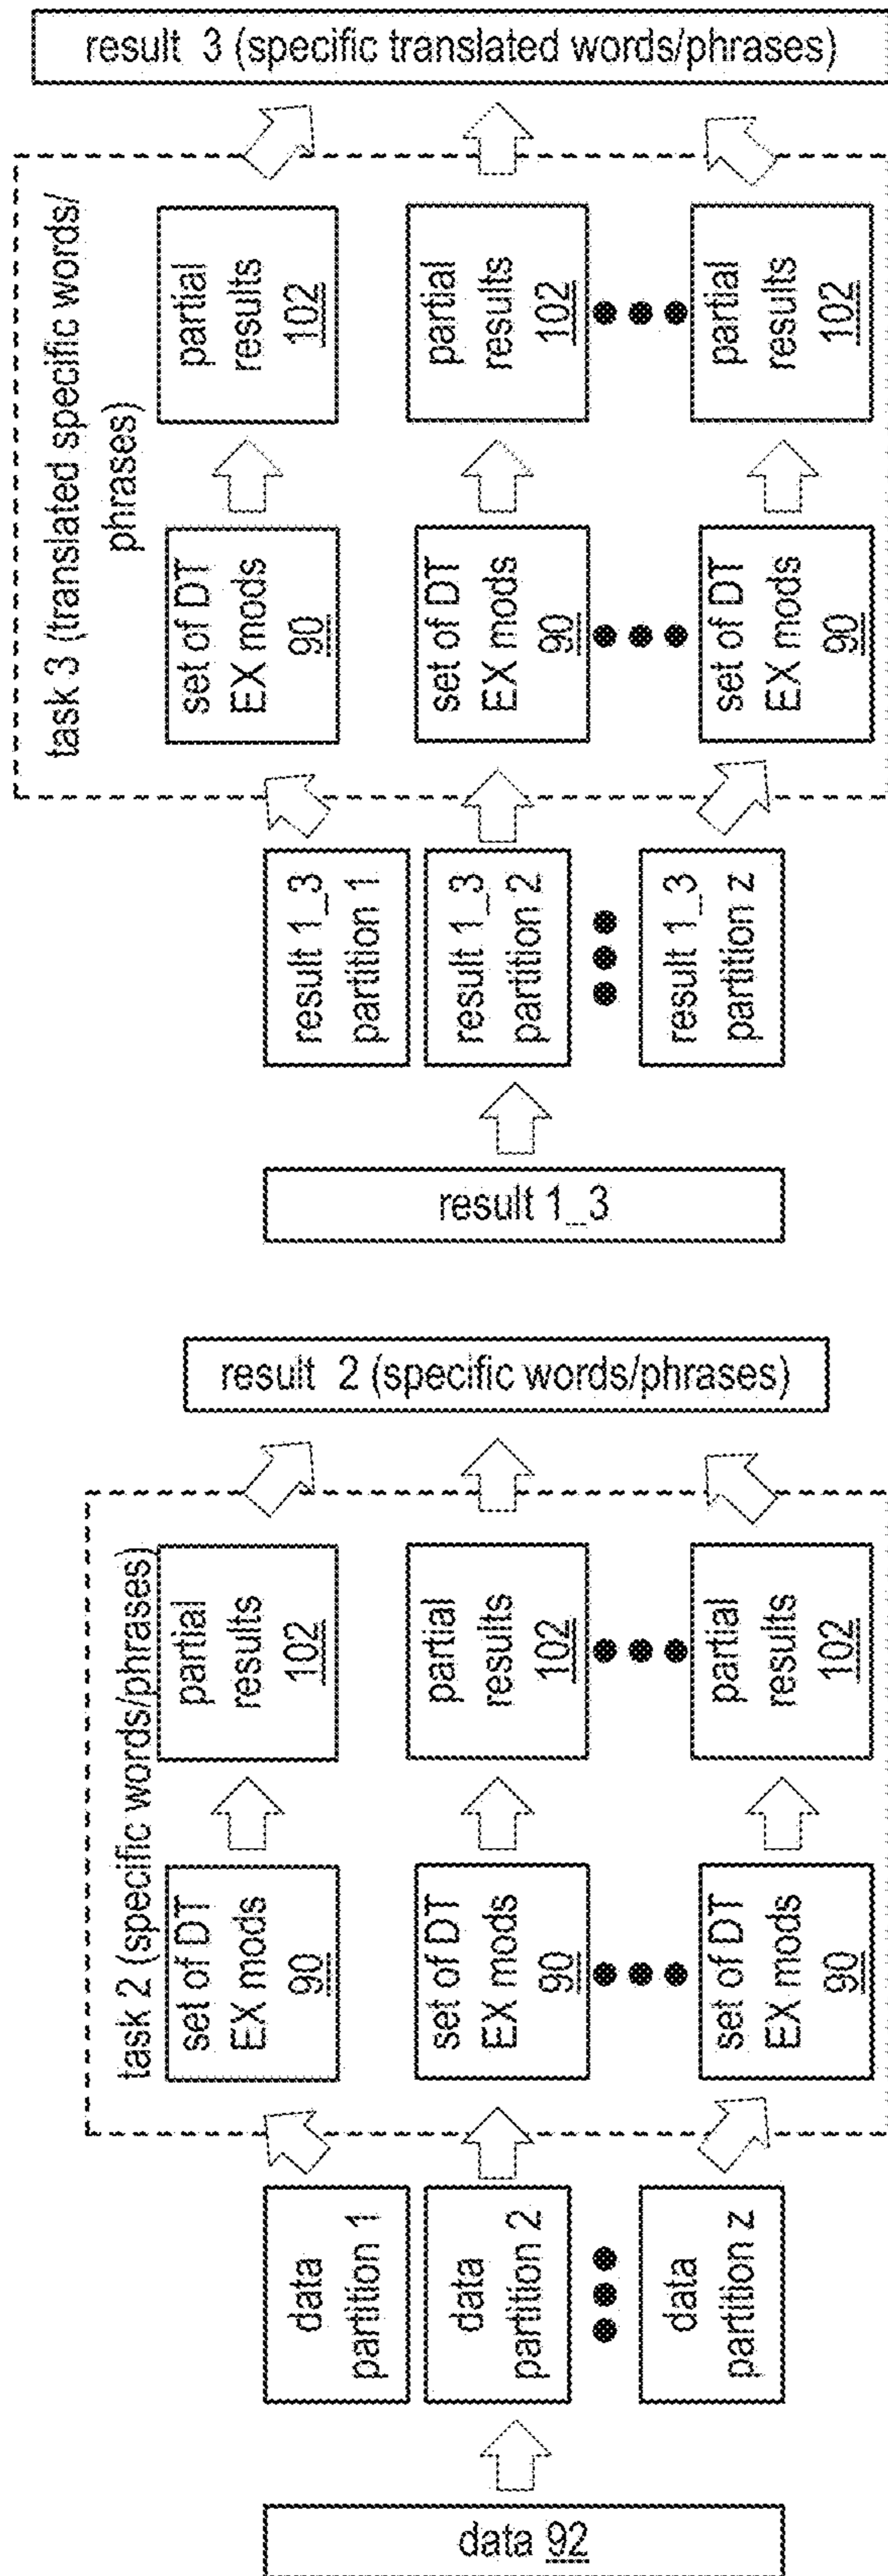 data 92
data
partition 1
data
partition 2
data
partition z
task 2 (specific words/phrases)
set of DT
EX mods
90
partial
results
102
set of DT
EX mods
90
partial
results
102
set of DT
EX mods
90
partial
results
102
result 2 (specific words/phrases)
result 1_3
result 1_3
partition 1
result 1_3
partition 2
result 1_3
partition z
task 3 (translated specific words/
phrases)
set of DT
EX mods
90
partial
results
102
set of DT
EX mods
90
partial
results
102
set of DT
EX mods
90
partial
results
102
result 3 (specific translated words/phrases)